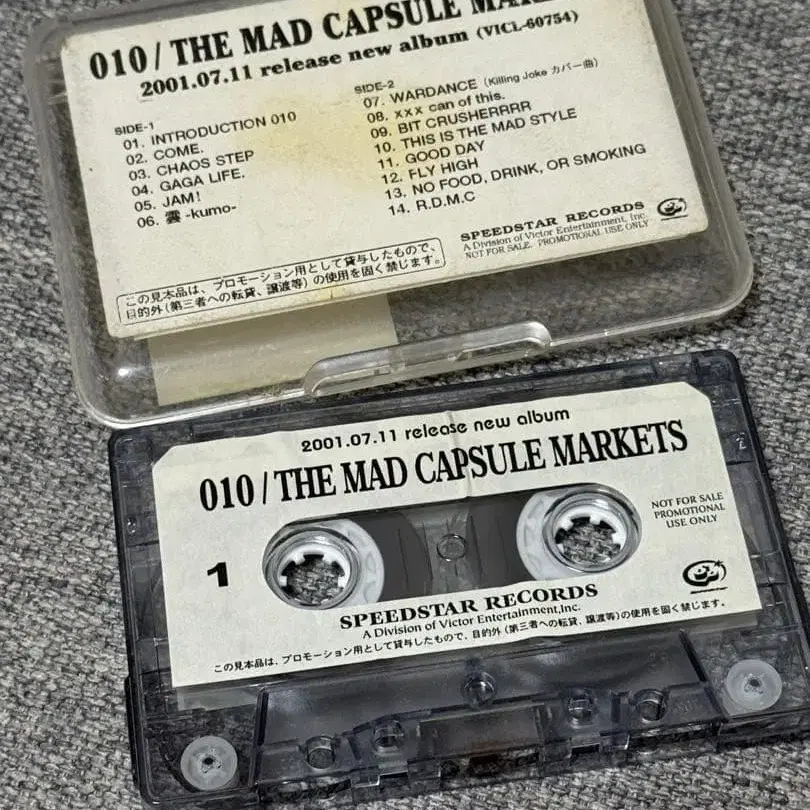 010 / THE MAD CAPSULE
2001.07.11 release new album (VICL-60754)
SIDE-1
01. INTRODUCTION 010
02. COME.
03. CHAOS STEP
04. GAGA LIFE.
05. JAM!
06. 雲 -kumo-
SIDE-2
07. WARDANCE (Killing Joke カバー曲)
08. xxx can of this.
09. BIT CRUSHERRRR
10. THIS IS THE MAD STYLE
11. GOOD DAY
12. FLY HIGH
13. NO FOOD, DRINK, OR SMOKING
14. R.D.M.C
この見本品は、プロモーション用として貸与したもので、
目的外(第三者への転貸、譲渡等)の使用を固く禁じます。
SPEEDSTAR RECORDS
A Division of Victor Entertainment, Inc.
NOT FOR SALE. PROMOTIONAL USE ONLY
2001.07.11 release new album
010 / THE MAD CAPSULE MARKETS
NOT FOR SALE
PROMOTIONAL
USE ONLY
1
SPEEDSTAR RECORDS
A Division of Victor Entertainment,Inc.
この見本品は、プロモーション用として貸与したもので、目的外(第三者への転貸、譲渡等)の使用を固く禁じます。